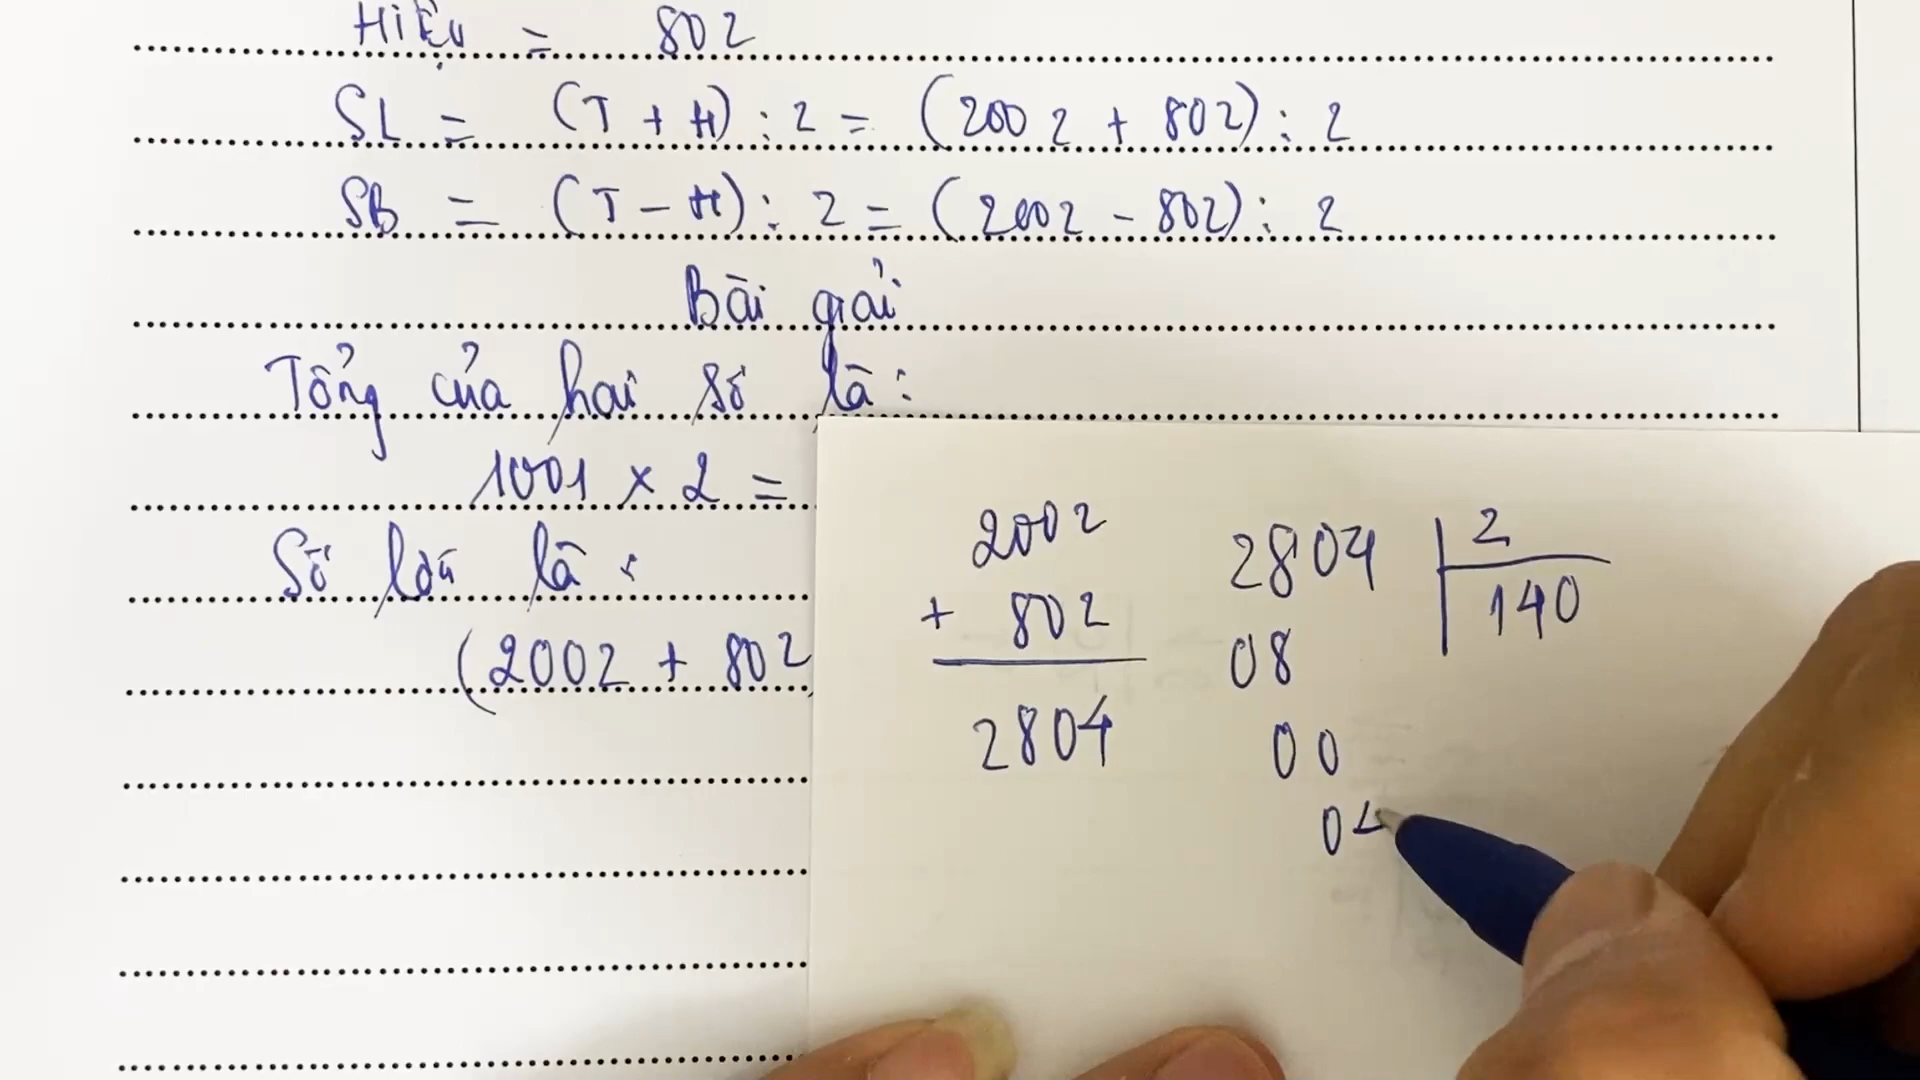 Hiệu = 802
SL = (T + H) : 2 = (2002 + 802) : 2
SB = (T - H) : 2 = (2002 - 802) : 2
Bài giải
Tổng của hai số là :
1001 x 2 =
Số lớn là :
(2002 + 802
2002
+ 802
2804
2804 2
08 140
00
04